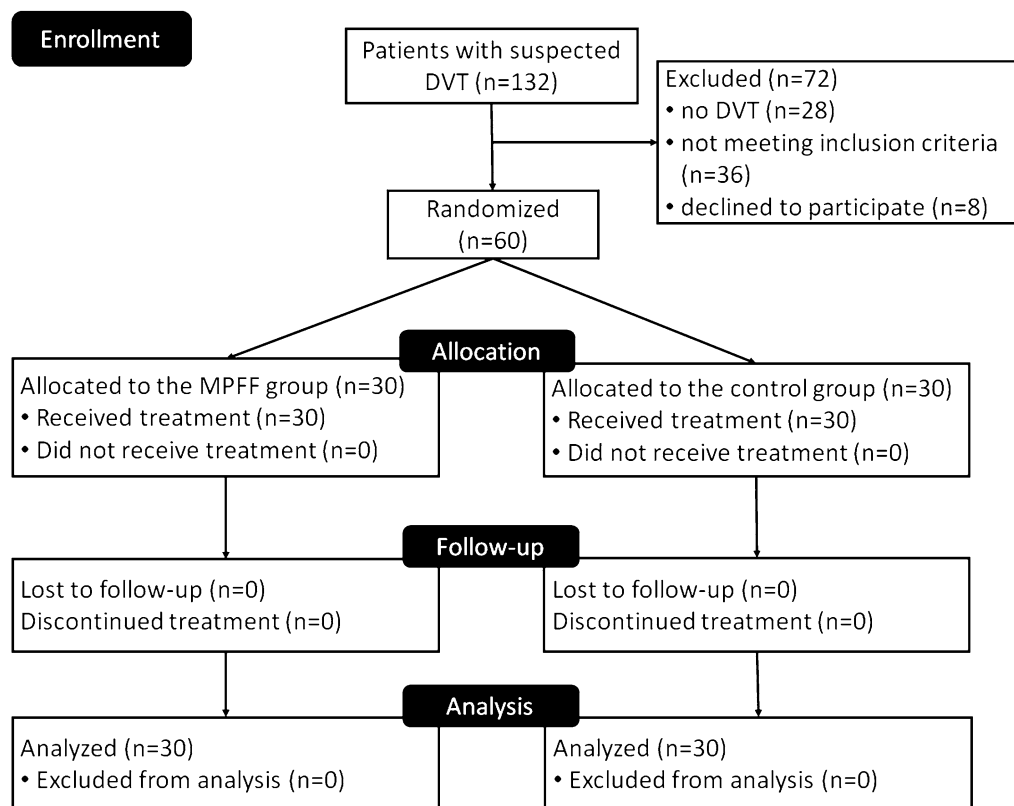 Enrollment
Patients with suspected
DVT (n=132)
Excluded (n=72)
• no DVT (n=28)
• not meeting inclusion criteria
(n=36)
• declined to participate (n=8)
Randomized
(n=60)
Allocation
Allocated to the MPFF group (n=30)
• Received treatment (n=30)
• Did not receive treatment (n=0)
Allocated to the control group (n=30)
• Received treatment (n=30)
• Did not receive treatment (n=0)
Follow-up
Lost to follow-up (n=0)
Discontinued treatment (n=0)
Lost to follow-up (n=0)
Discontinued treatment (n=0)
Analysis
Analyzed (n=30)
• Excluded from analysis (n=0)
Analyzed (n=30)
• Excluded from analysis (n=0)